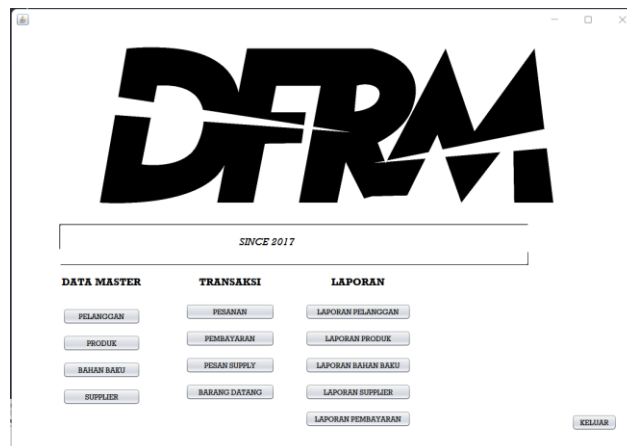 DFRM
SINCE 2017
DATA MASTER
TRANSAKSI
LAPORAN
PELANGGAN
PESANAN
LAPORAN PELANGGAN
PRODUK
PEMBAYARAN
LAPORAN PRODUK
BAHAN BAKU
PESAN SUPPLY
LAPORAN BAHAN BAKU
SUPPLIER
BARANG DATANG
LAPORAN SUPPLIER
LAPORAN PEMBAYARAN
KELUAR